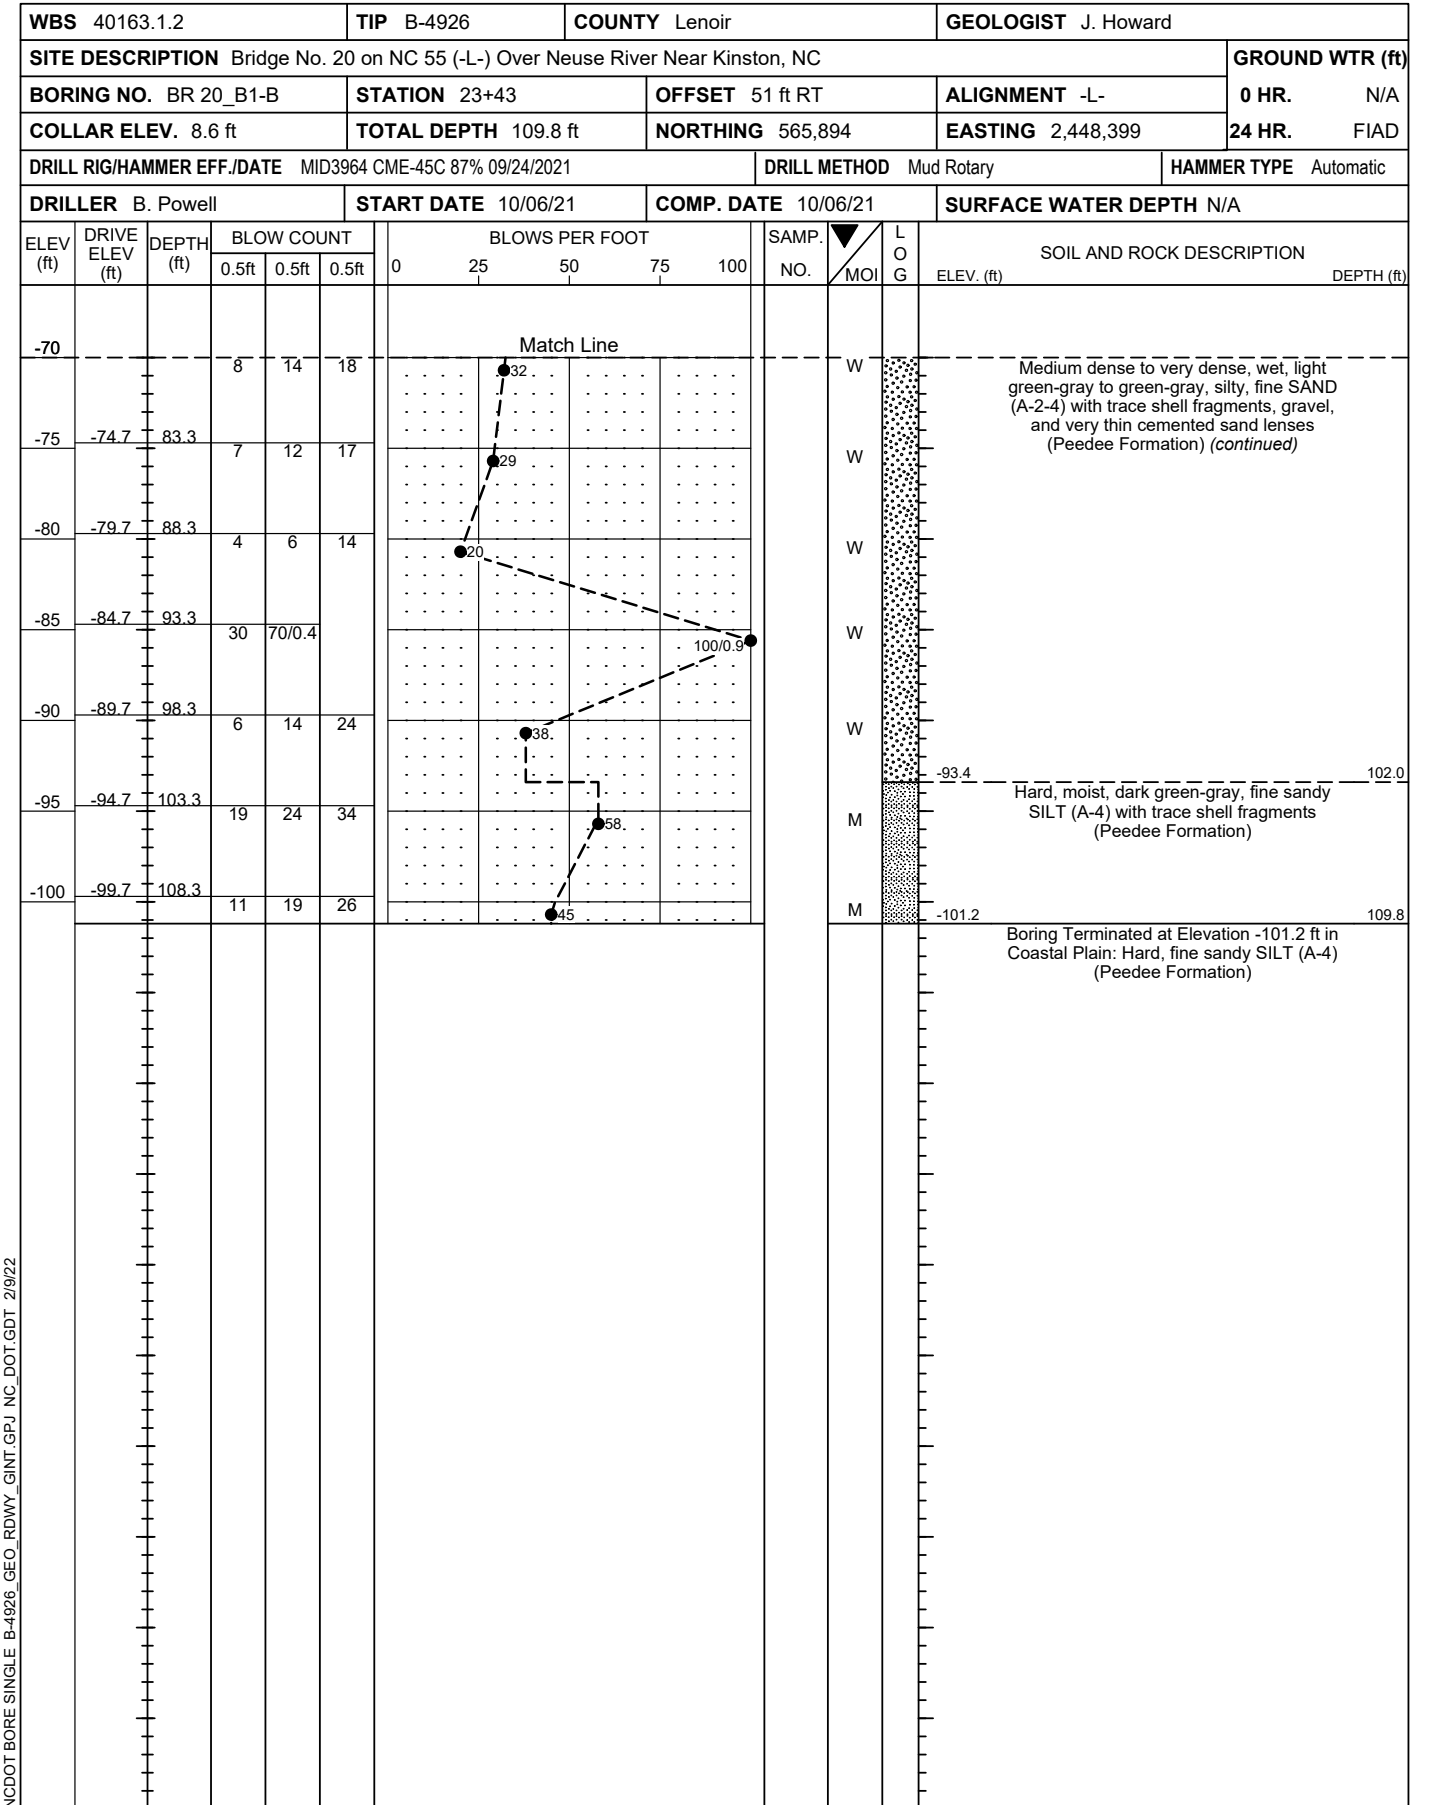 WBS 40163.1.2 TIP B-4926 COUNTY Lenoir GEOLOGIST J. Howard
SITE DESCRIPTION Bridge No. 20 on NC 55 (-L-) Over Neuse River Near Kinston, NC GROUND WTR (ft)
BORING NO. BR 20_B1-B STATION 23+43 OFFSET 51 ft RT ALIGNMENT -L- 0 HR. N/A
COLLAR ELEV. 8.6 ft TOTAL DEPTH 109.8 ft NORTHING 565,894 EASTING 2,448,399 24 HR. FIAD
DRILL RIG/HAMMER EFF./DATE MID3964 CME-45C 87% 09/24/2021 DRILL METHOD Mud Rotary HAMMER TYPE Automatic
DRILLER B. Powell START DATE 10/06/21 COMP. DATE 10/06/21 SURFACE WATER DEPTH N/A
ELEV (ft) DRIVE ELEV (ft) DEPTH (ft) BLOW COUNT BLOWS PER FOOT SAMP. NO. MOI LOG SOIL AND ROCK DESCRIPTION
0.5ft 0.5ft 0.5ft 0 25 50 75 100 ELEV. (ft) DEPTH (ft)
Match Line
-70
8 14 18 32 W Medium dense to very dense, wet, light
green-gray to green-gray, silty, fine SAND
(A-2-4) with trace shell fragments, gravel,
and very thin cemented sand lenses
(Peedee Formation) (continued)
-75 -74.7 83.3
7 12 17 29 W
-80 -79.7 88.3
4 6 14 20 W
-85 -84.7 93.3
30 70/0.4 100/0.9 W
-90 -89.7 98.3
6 14 24 38 W
-93.4 102.0
Hard, moist, dark green-gray, fine sandy
SILT (A-4) with trace shell fragments
(Peedee Formation)
-95 -94.7 103.3
19 24 34 58 M
-100 -99.7 108.3
11 19 26 45 M
-101.2 109.8
Boring Terminated at Elevation -101.2 ft in
Coastal Plain: Hard, fine sandy SILT (A-4)
(Peedee Formation)
NCDOT BORE SINGLE B-4926_GEO_RDWY_GINT.GPJ NC_DOT.GDT 2/9/22